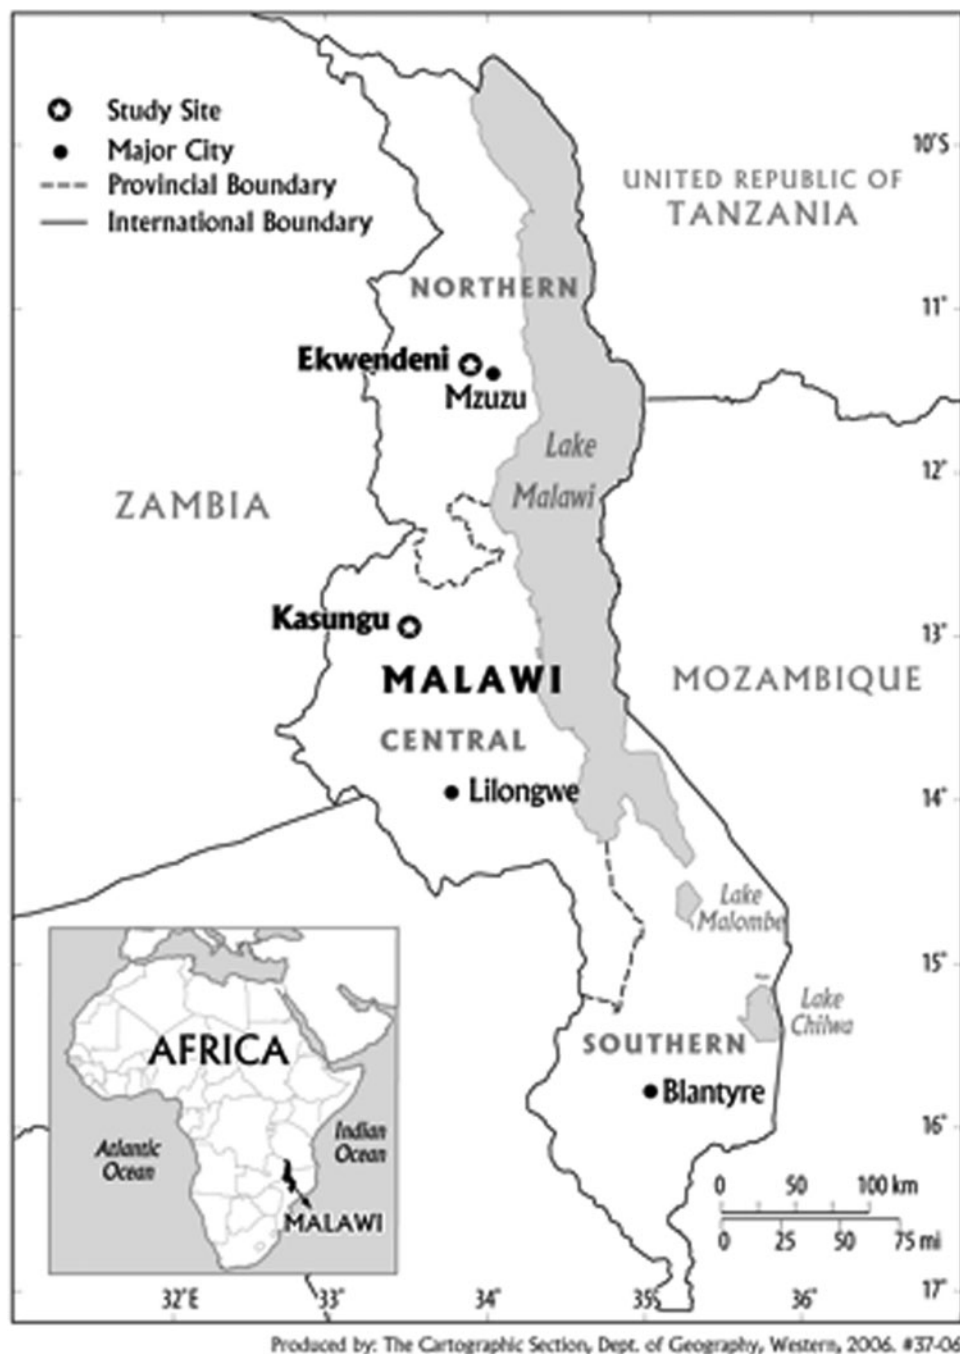 Study Site
Major City
Provincial Boundary
International Boundary
10°S
UNITED REPUBLIC OF
TANZANIA
NORTHERN
11°
Ekwendeni
Mzuzu
Lake
Malawi
12°
ZAMBIA
Kasungu
13°
MALAWI
MOZAMBIQUE
CENTRAL
Lilongwe
14°
Lake
Malombe
15°
Lake
Chilwa
SOUTHERN
Blantyre
16°
AFRICA
Atlantic
Ocean
Indian
Ocean
MALAWI
0 50 100 km
0 25 50 75 mi
17°
32°E 33° 34° 35° 36°
Produced by: The Cartographic Section, Dept. of Geography, Western, 2006. #37-06